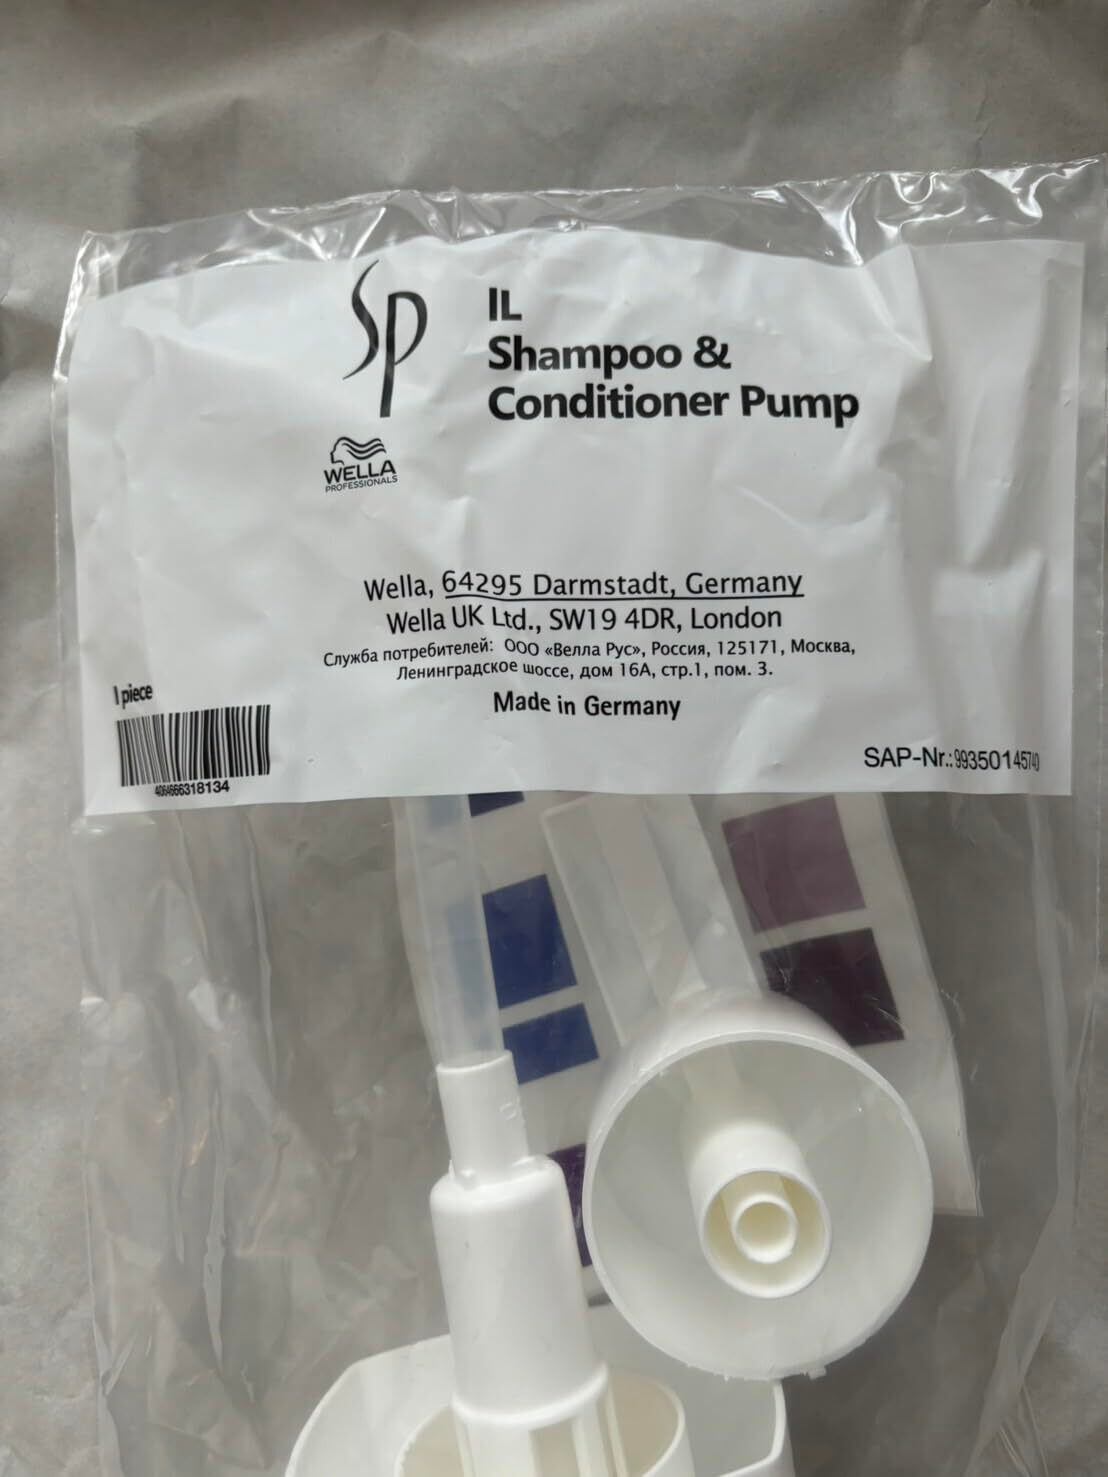 SP
IL
Shampoo &
Conditioner Pump
WELLA
PROFESSIONALS
Wella, 64295 Darmstadt, Germany
Wella UK Ltd., SW19 4DR, London
Служба потребителей: ООО «Велла Рус», Россия, 125171, Москва,
Ленинградское шоссе, дом 16А, стр.1, пом. 3.
Made in Germany
1 piece
4064666318134
SAP-Nr.: 99350145740